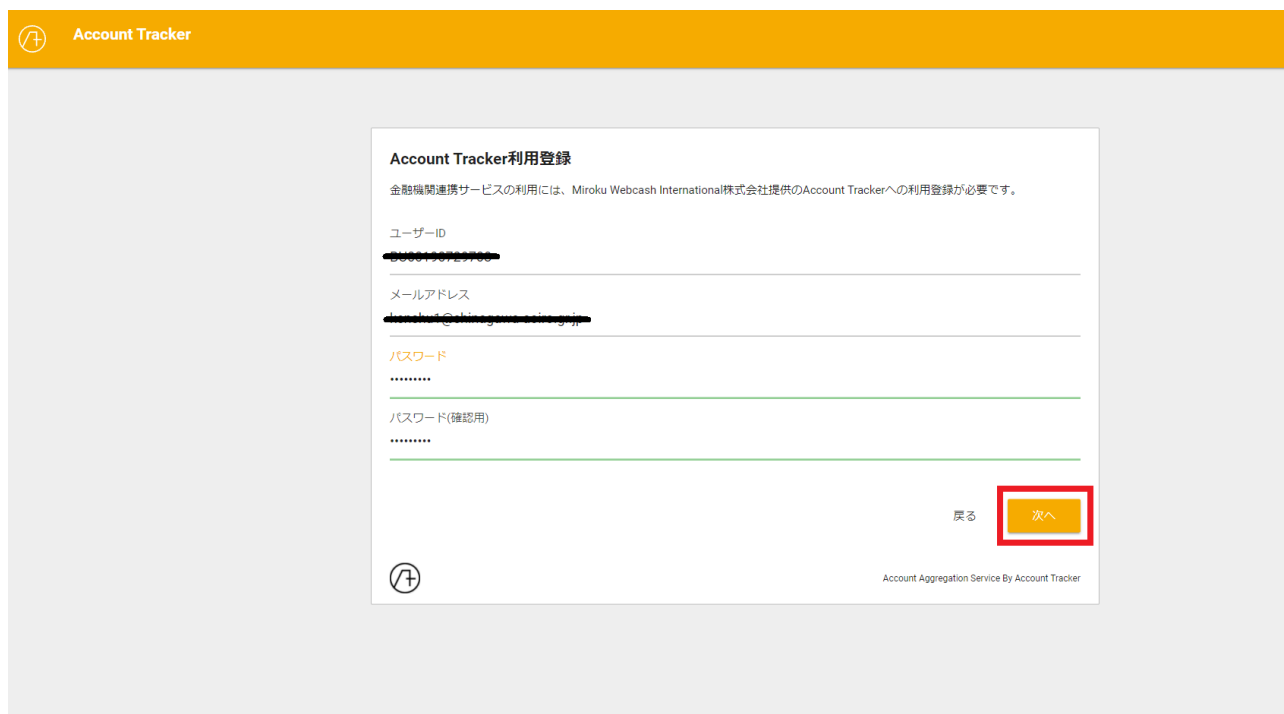 Account Tracker
Account Tracker利用登録
金融機関連携サービスの利用には、Miroku Webcash International株式会社提供のAccount Trackerへの利用登録が必要です。
ユーザーID
メールアドレス
パスワード
•••••••••
パスワード(確認用)
•••••••••
戻る
次へ
Account Aggregation Service By Account Tracker